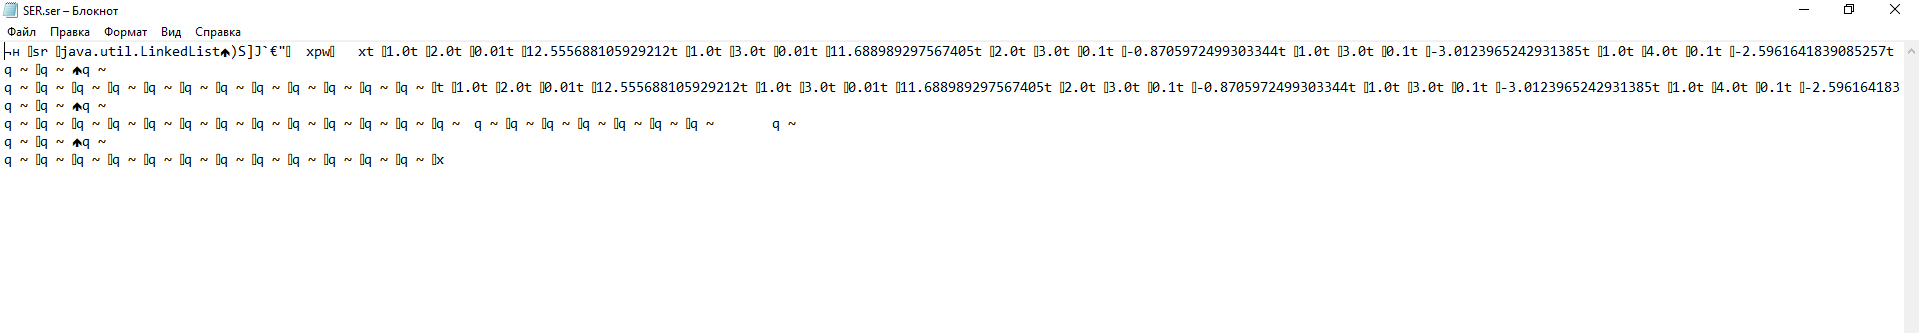 SER.ser – Блокнот
Файл Правка Формат Вид Справка
¬н ▯sr ▯java.util.LinkedList♠)S]J`€"▯  xpw▯   xt ▯1.0t ▯2.0t ▯0.01t ▯12.555688105929212t ▯1.0t ▯3.0t ▯0.01t ▯11.688989297567405t ▯2.0t ▯3.0t ▯0.1t ▯-0.8705972499303344t ▯1.0t ▯3.0t ▯0.1t ▯-3.0123965242931385t ▯1.0t ▯4.0t ▯0.1t ▯-2.5961641839085257t
q ~ ▯q ~ ♠q ~
q ~ ▯q ~ ▯q ~ ▯q ~ ▯q ~ ▯q ~ ▯q ~ ▯q ~ ▯q ~ ▯q ~ ▯q ~ ▯q ~ ▯t ▯1.0t ▯2.0t ▯0.01t ▯12.555688105929212t ▯1.0t ▯3.0t ▯0.01t ▯11.688989297567405t ▯2.0t ▯3.0t ▯0.1t ▯-0.8705972499303344t ▯1.0t ▯3.0t ▯0.1t ▯-3.0123965242931385t ▯1.0t ▯4.0t ▯0.1t ▯-2.596164183
q ~ ▯q ~ ♠q ~
q ~ ▯q ~ ▯q ~ ▯q ~ ▯q ~ ▯q ~ ▯q ~ ▯q ~ ▯q ~ ▯q ~ ▯q ~ ▯q ~ ▯q ~  q ~ ▯q ~ ▯q ~ ▯q ~ ▯q ~ ▯q ~ ▯q ~ 	q ~
q ~ ▯q ~ ♠q ~
q ~ ▯q ~ ▯q ~ ▯q ~ ▯q ~ ▯q ~ ▯q ~ ▯q ~ ▯q ~ ▯q ~ ▯q ~ ▯q ~ ▯x